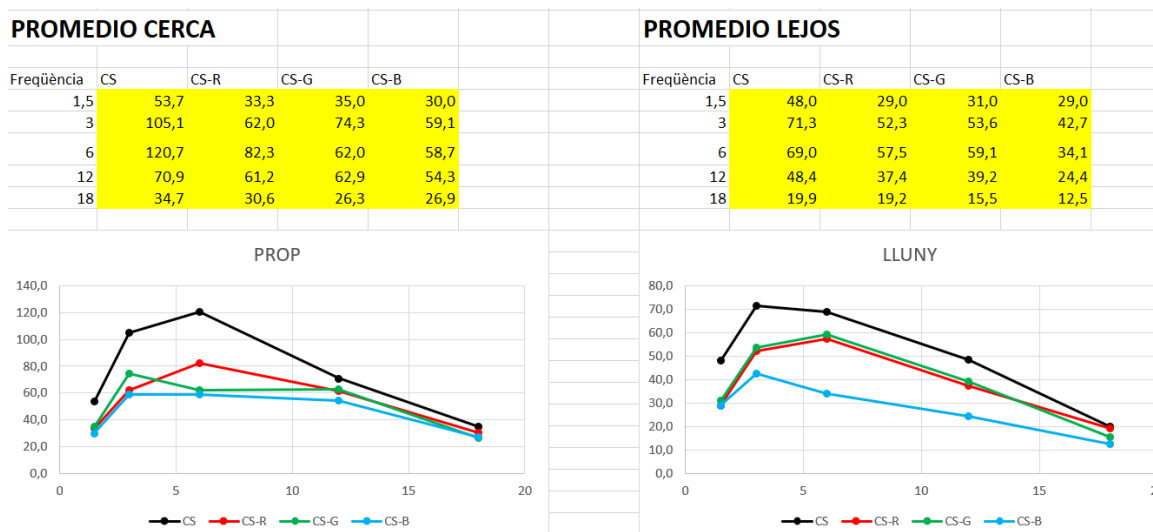 PROMEDIO CERCA
Freqüència CS CS-R CS-G CS-B
1,5 53,7 33,3 35,0 30,0
3 105,1 62,0 74,3 59,1
6 120,7 82,3 62,0 58,7
12 70,9 61,2 62,9 54,3
18 34,7 30,6 26,3 26,9
PROP
140,0
120,0
100,0
80,0
60,0
40,0
20,0
0,0
0 5 10 15 20
CS CS-R CS-G CS-B
PROMEDIO LEJOS
Freqüència CS CS-R CS-G CS-B
1,5 48,0 29,0 31,0 29,0
3 71,3 52,3 53,6 42,7
6 69,0 57,5 59,1 34,1
12 48,4 37,4 39,2 24,4
18 19,9 19,2 15,5 12,5
LLUNY
80,0
70,0
60,0
50,0
40,0
30,0
20,0
10,0
0,0
0 5 10 15
CS CS-R CS-G CS-B